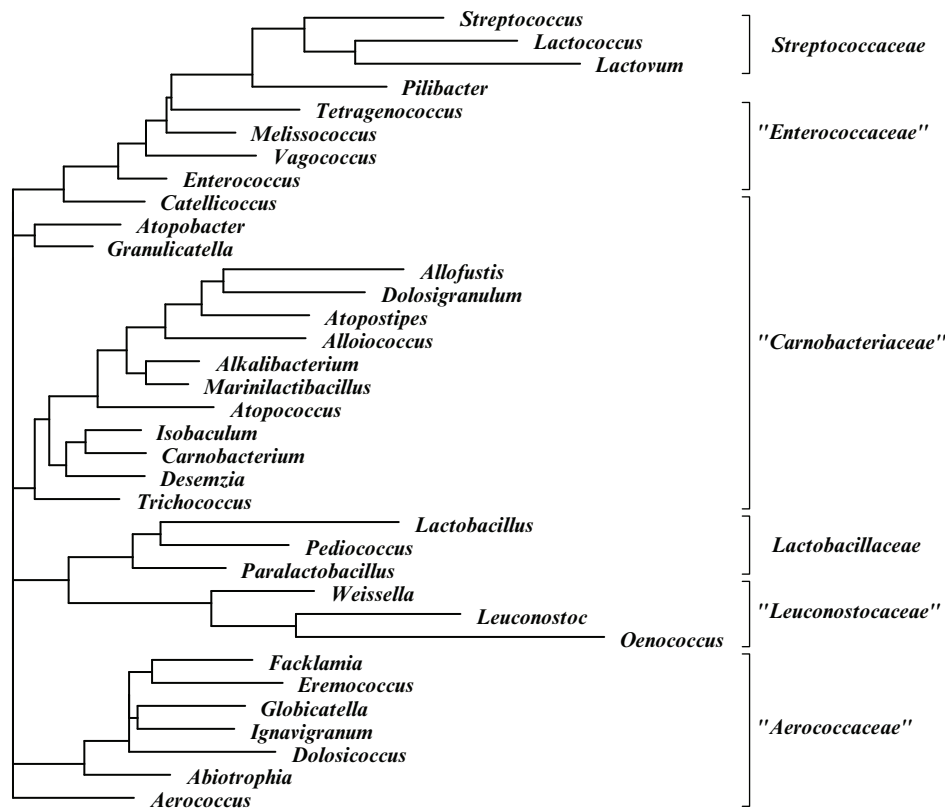 Streptococcus
Lactococcus
Streptococcaceae
Lactovum
Pilibacter
Tetragenococcus
Melissococcus
"Enterococcaceae"
Vagococcus
Enterococcus
Catellicoccus
Atopobacter
Granulicatella
Allofustis
Dolosigranulum
Atopostipes
Alloiococcus
"Carnobacteriaceae"
Alkalibacterium
Marinilactibacillus
Atopococcus
Isobaculum
Carnobacterium
Desemzia
Trichococcus
Lactobacillus
Pediococcus
Lactobacillaceae
Paralactobacillus
Weissella
"Leuconostocaceae"
Leuconostoc
Oenococcus
Facklamia
Eremococcus
Globicatella
"Aerococcaceae"
Ignavigranum
Dolosicoccus
Abiotrophia
Aerococcus